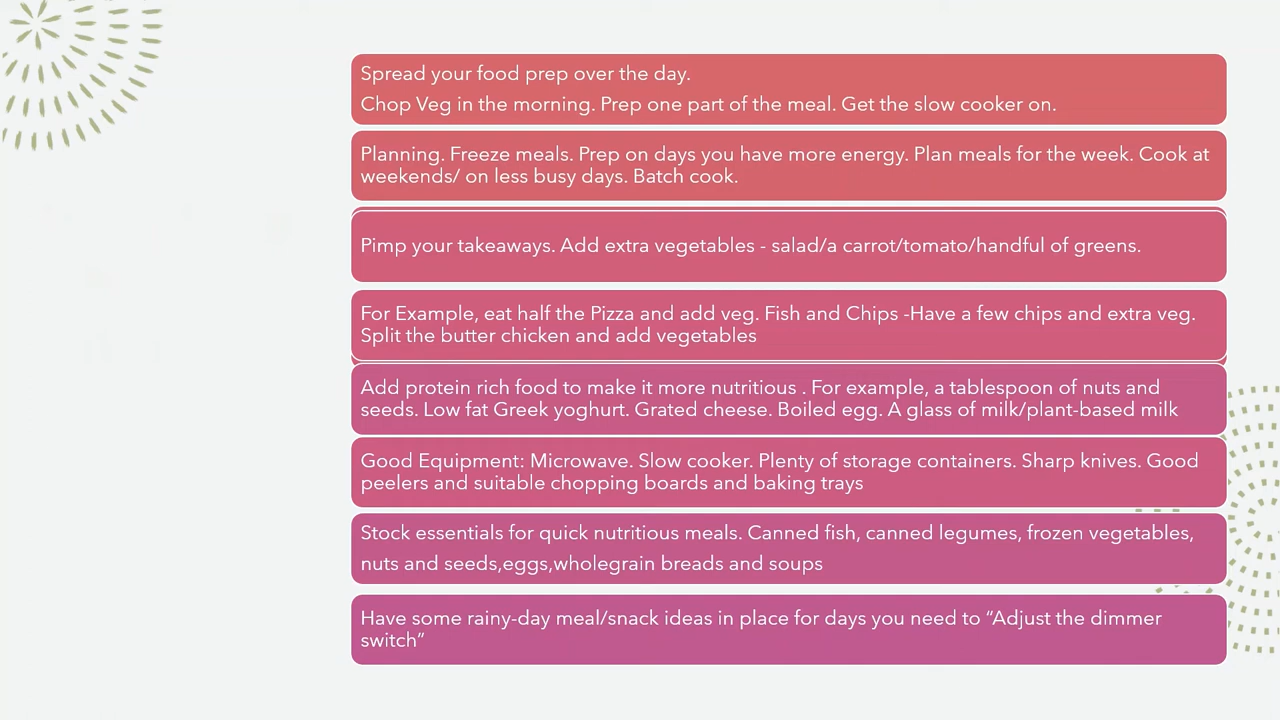 Spread your food prep over the day.
Chop Veg in the morning. Prep one part of the meal. Get the slow cooker on.
Planning. Freeze meals. Prep on days you have more energy. Plan meals for the week. Cook at
weekends/ on less busy days. Batch cook.
Pimp your takeaways. Add extra vegetables - salad/a carrot/tomato/handful of greens.
For Example, eat half the Pizza and add veg. Fish and Chips -Have a few chips and extra veg.
Split the butter chicken and add vegetables
Add protein rich food to make it more nutritious . For example, a tablespoon of nuts and
seeds. Low fat Greek yoghurt. Grated cheese. Boiled egg. A glass of milk/plant-based milk
Good Equipment: Microwave. Slow cooker. Plenty of storage containers. Sharp knives. Good
peelers and suitable chopping boards and baking trays
Stock essentials for quick nutritious meals. Canned fish, canned legumes, frozen vegetables,
nuts and seeds,eggs,wholegrain breads and soups
Have some rainy-day meal/snack ideas in place for days you need to “Adjust the dimmer
switch”